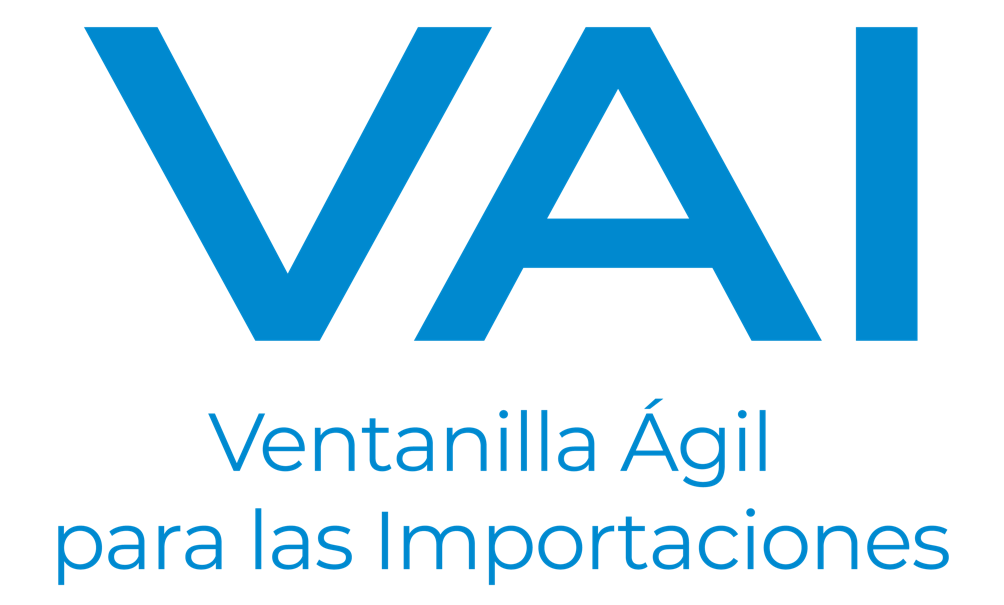 VAI
Ventanilla Ágil
para las Importaciones